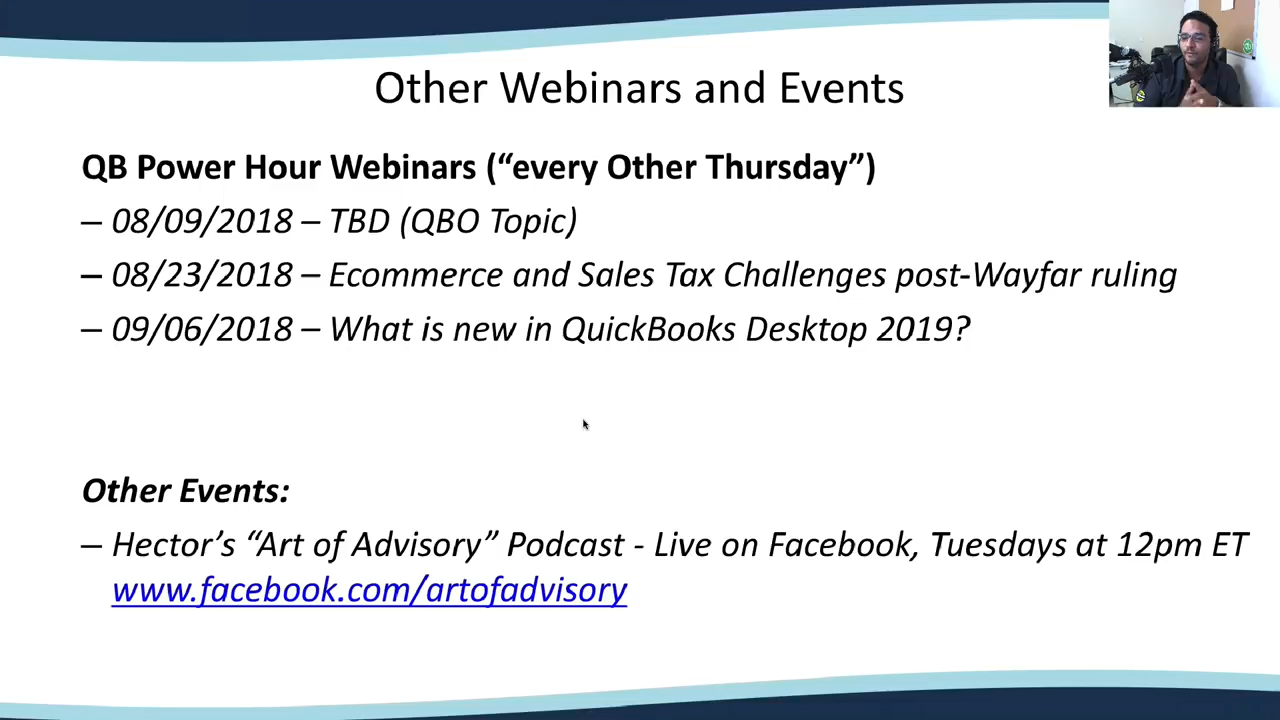 Other Webinars and Events
QB Power Hour Webinars (“every Other Thursday”)
– 08/09/2018 – TBD (QBO Topic)
– 08/23/2018 – Ecommerce and Sales Tax Challenges post-Wayfar ruling
– 09/06/2018 – What is new in QuickBooks Desktop 2019?
Other Events:
– Hector’s “Art of Advisory” Podcast - Live on Facebook, Tuesdays at 12pm ET
www.facebook.com/artofadvisory